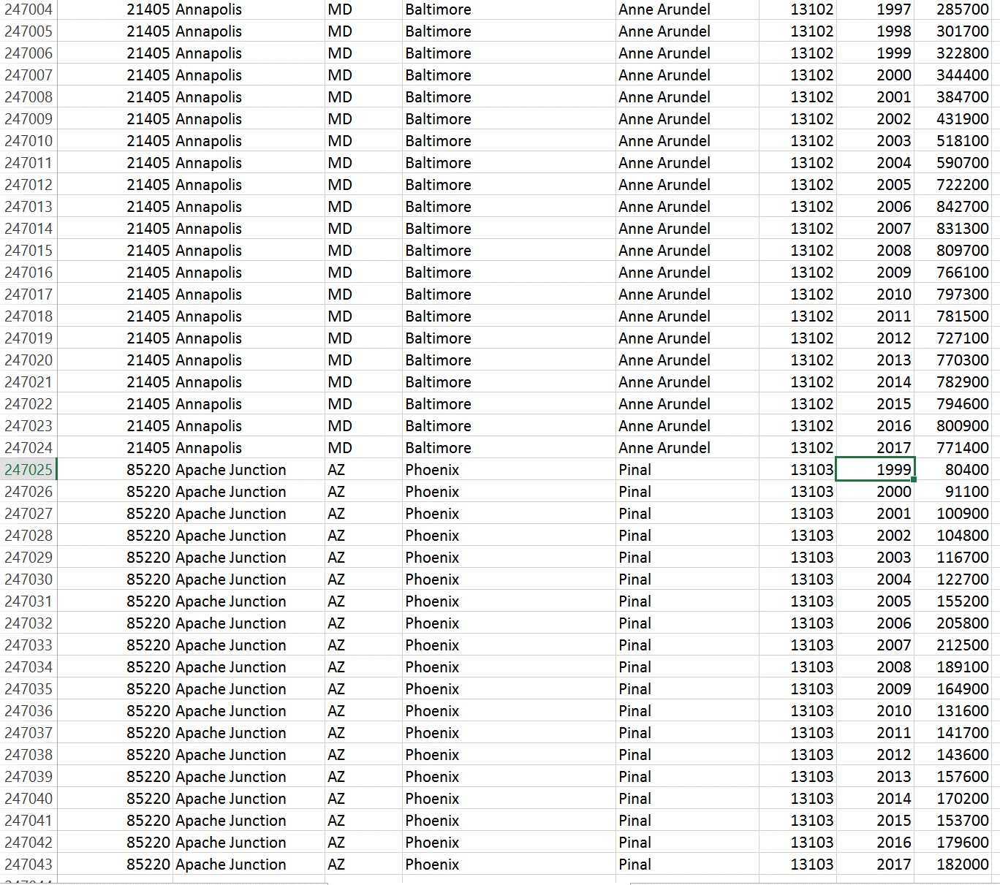 247004 21405 Annapolis MD Baltimore Anne Arundel 13102 1997 285700
247005 21405 Annapolis MD Baltimore Anne Arundel 13102 1998 301700
247006 21405 Annapolis MD Baltimore Anne Arundel 13102 1999 322800
247007 21405 Annapolis MD Baltimore Anne Arundel 13102 2000 344400
247008 21405 Annapolis MD Baltimore Anne Arundel 13102 2001 384700
247009 21405 Annapolis MD Baltimore Anne Arundel 13102 2002 431900
247010 21405 Annapolis MD Baltimore Anne Arundel 13102 2003 518100
247011 21405 Annapolis MD Baltimore Anne Arundel 13102 2004 590700
247012 21405 Annapolis MD Baltimore Anne Arundel 13102 2005 722200
247013 21405 Annapolis MD Baltimore Anne Arundel 13102 2006 842700
247014 21405 Annapolis MD Baltimore Anne Arundel 13102 2007 831300
247015 21405 Annapolis MD Baltimore Anne Arundel 13102 2008 809700
247016 21405 Annapolis MD Baltimore Anne Arundel 13102 2009 766100
247017 21405 Annapolis MD Baltimore Anne Arundel 13102 2010 797300
247018 21405 Annapolis MD Baltimore Anne Arundel 13102 2011 781500
247019 21405 Annapolis MD Baltimore Anne Arundel 13102 2012 727100
247020 21405 Annapolis MD Baltimore Anne Arundel 13102 2013 770300
247021 21405 Annapolis MD Baltimore Anne Arundel 13102 2014 782900
247022 21405 Annapolis MD Baltimore Anne Arundel 13102 2015 794600
247023 21405 Annapolis MD Baltimore Anne Arundel 13102 2016 800900
247024 21405 Annapolis MD Baltimore Anne Arundel 13102 2017 771400
247025 85220 Apache Junction AZ Phoenix Pinal 13103 1999 80400
247026 85220 Apache Junction AZ Phoenix Pinal 13103 2000 91100
247027 85220 Apache Junction AZ Phoenix Pinal 13103 2001 100900
247028 85220 Apache Junction AZ Phoenix Pinal 13103 2002 104800
247029 85220 Apache Junction AZ Phoenix Pinal 13103 2003 116700
247030 85220 Apache Junction AZ Phoenix Pinal 13103 2004 122700
247031 85220 Apache Junction AZ Phoenix Pinal 13103 2005 155200
247032 85220 Apache Junction AZ Phoenix Pinal 13103 2006 205800
247033 85220 Apache Junction AZ Phoenix Pinal 13103 2007 212500
247034 85220 Apache Junction AZ Phoenix Pinal 13103 2008 189100
247035 85220 Apache Junction AZ Phoenix Pinal 13103 2009 164900
247036 85220 Apache Junction AZ Phoenix Pinal 13103 2010 131600
247037 85220 Apache Junction AZ Phoenix Pinal 13103 2011 141700
247038 85220 Apache Junction AZ Phoenix Pinal 13103 2012 143600
247039 85220 Apache Junction AZ Phoenix Pinal 13103 2013 157600
247040 85220 Apache Junction AZ Phoenix Pinal 13103 2014 170200
247041 85220 Apache Junction AZ Phoenix Pinal 13103 2015 153700
247042 85220 Apache Junction AZ Phoenix Pinal 13103 2016 179600
247043 85220 Apache Junction AZ Phoenix Pinal 13103 2017 182000